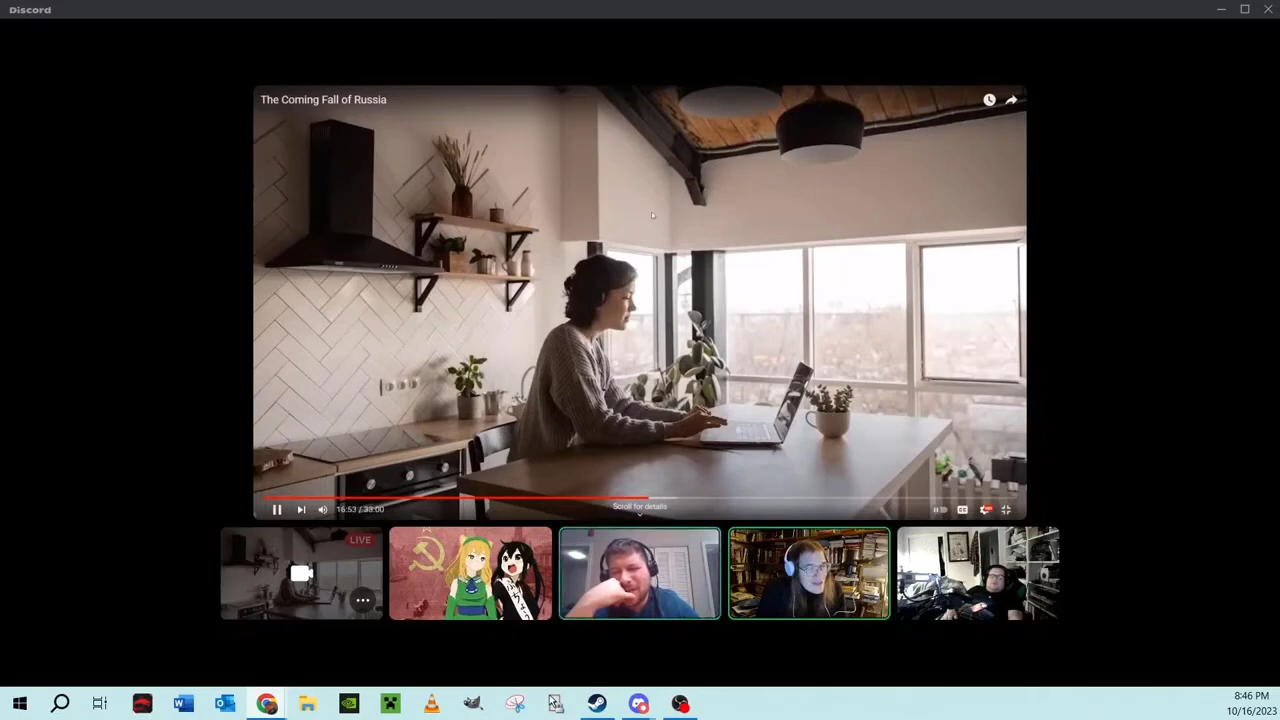 Discord
The Coming Fall of Russia
16:53 / 33:00
Scroll for details
LIVE
8:46 PM
10/16/2023